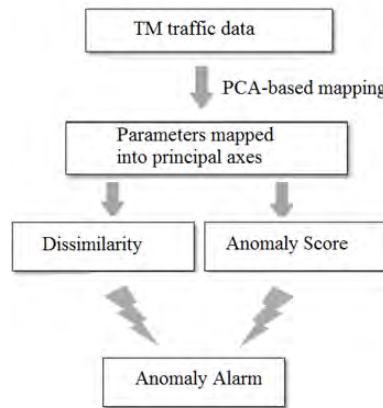 TM traffic data
PCA-based mapping
Parameters mapped
into principal axes
Dissimilarity
Anomaly Score
Anomaly Alarm